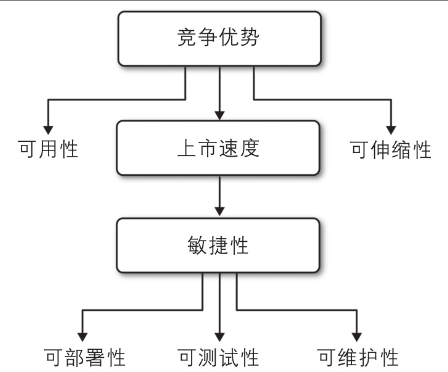 竞争优势
可用性
上市速度
可伸缩性
敏捷性
可部署性
可测试性
可维护性